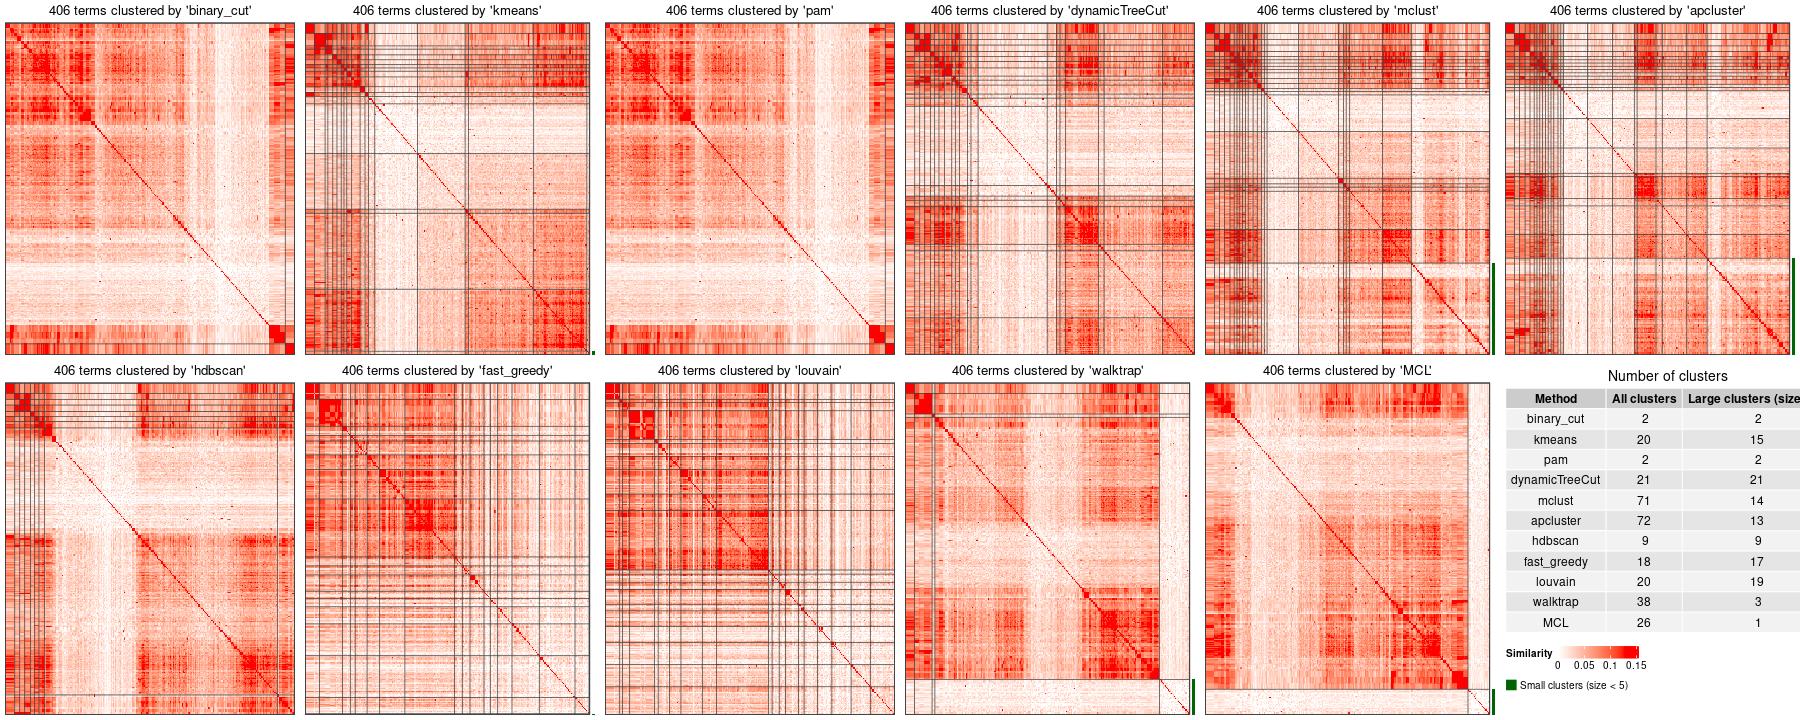 406 terms clustered by 'binary_cut'
406 terms clustered by 'kmeans'
406 terms clustered by 'pam'
406 terms clustered by 'dynamicTreeCut'
406 terms clustered by 'mclust'
406 terms clustered by 'apcluster'
406 terms clustered by 'hdbscan'
406 terms clustered by 'fast_greedy'
406 terms clustered by 'louvain'
406 terms clustered by 'walktrap'
406 terms clustered by 'MCL'
Number of clusters
Method All clusters Large clusters (size
binary_cut 2 2
kmeans 20 15
pam 2 2
dynamicTreeCut 21 21
mclust 71 14
apcluster 72 13
hdbscan 9 9
fast_greedy 18 17
louvain 20 19
walktrap 38 3
MCL 26 1
Similarity
0 0.05 0.1 0.15
Small clusters (size < 5)